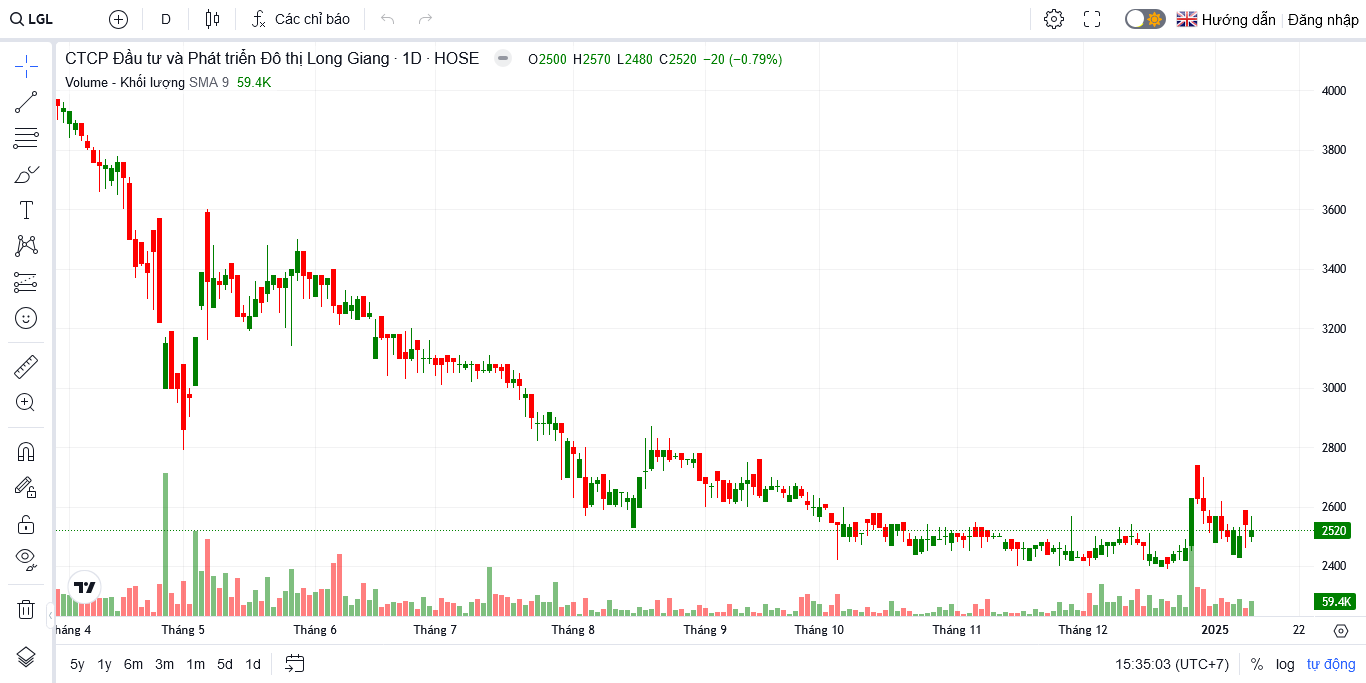 LGL D Các chỉ báo Hướng dẫn Đăng nhập
CTCP Đầu tư và Phát triển Đô thị Long Giang · 1D · HOSE O2500 H2570 L2480 C2520 −20 (−0.79%)
Volume - Khối lượng SMA 9 59.4K
4000
3800
3600
3400
3200
3000
2800
2600
2520
2400
59.4K
háng 4 Tháng 5 Tháng 6 Tháng 7 Tháng 8 Tháng 9 Tháng 10 Tháng 11 Tháng 12 2025 22
5y 1y 6m 3m 1m 5d 1d 15:35:03 (UTC+7) % log tự động